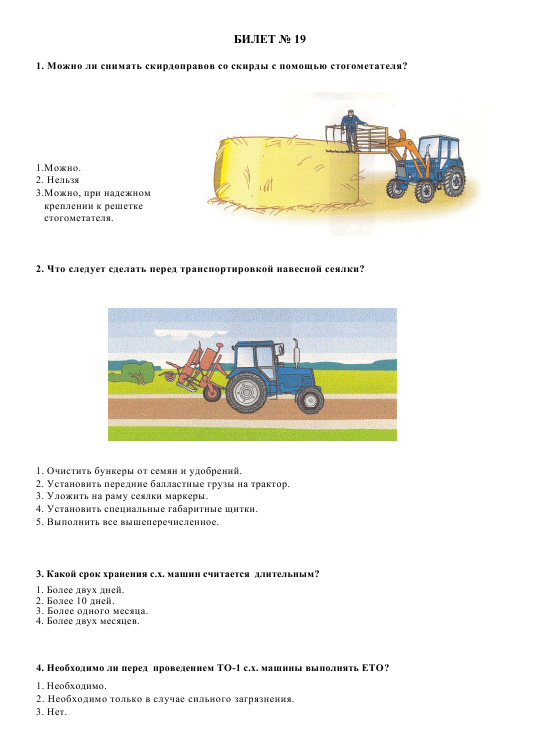 БИЛЕТ № 19
1. Можно ли снимать скирдоправов со скирды с помощью стогометателя?
1.Можно.
2. Нельзя
3.Можно, при надежном
креплении к решетке
стогометателя.
2. Что следует сделать перед транспортировкой навесной сеялки?
1. Очистить бункеры от семян и удобрений.
2. Установить передние балластные грузы на трактор.
3. Уложить на раму сеялки маркеры.
4. Установить специальные габаритные щитки.
5. Выполнить все вышеперечисленное.
3. Какой срок хранения с.х. машин считается длительным?
1. Более двух дней.
2. Более 10 дней.
3. Более одного месяца.
4. Более двух месяцев.
4. Необходимо ли перед проведением ТО-1 с.х. машины выполнять ЕТО?
1. Необходимо.
2. Необходимо только в случае сильного загрязнения.
3. Нет.